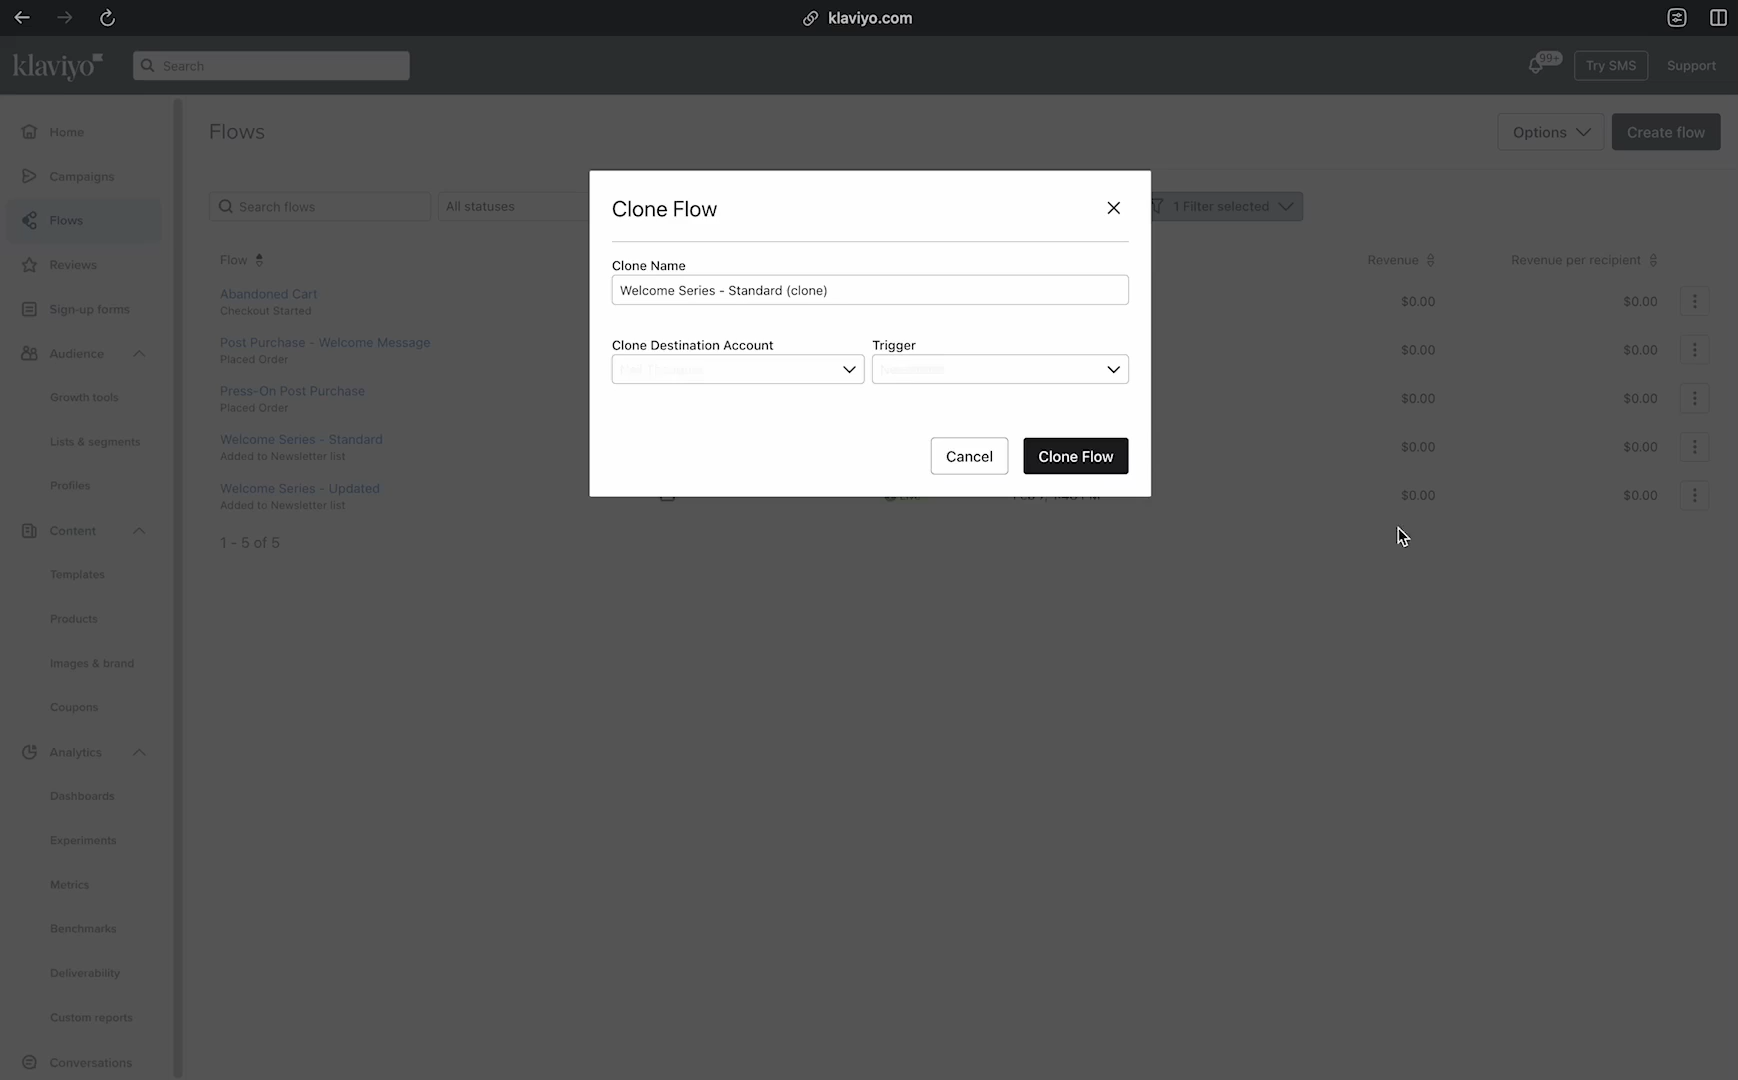 klaviyo.com
klaviyo
Search
99+
Try SMS
Support
Home
Campaigns
Flows
Reviews
Sign-up forms
Audience
Growth tools
Lists & segments
Profiles
Content
Templates
Products
Images & brand
Coupons
Analytics
Dashboards
Experiments
Metrics
Benchmarks
Deliverability
Custom reports
Conversations
Flows
Options
Create flow
Search flows
All statuses
1 Filter selected
Flow
Revenue
Revenue per recipient
Abandoned Cart
Checkout Started
$0.00
$0.00
Post Purchase - Welcome Message
Placed Order
$0.00
$0.00
Press-On Post Purchase
Placed Order
$0.00
$0.00
Welcome Series - Standard
Added to Newsletter list
$0.00
$0.00
Welcome Series - Updated
Added to Newsletter list
$0.00
$0.00
1 - 5 of 5
Clone Flow
Clone Name
Welcome Series - Standard (clone)
Clone Destination Account
Trigger
Cancel
Clone Flow